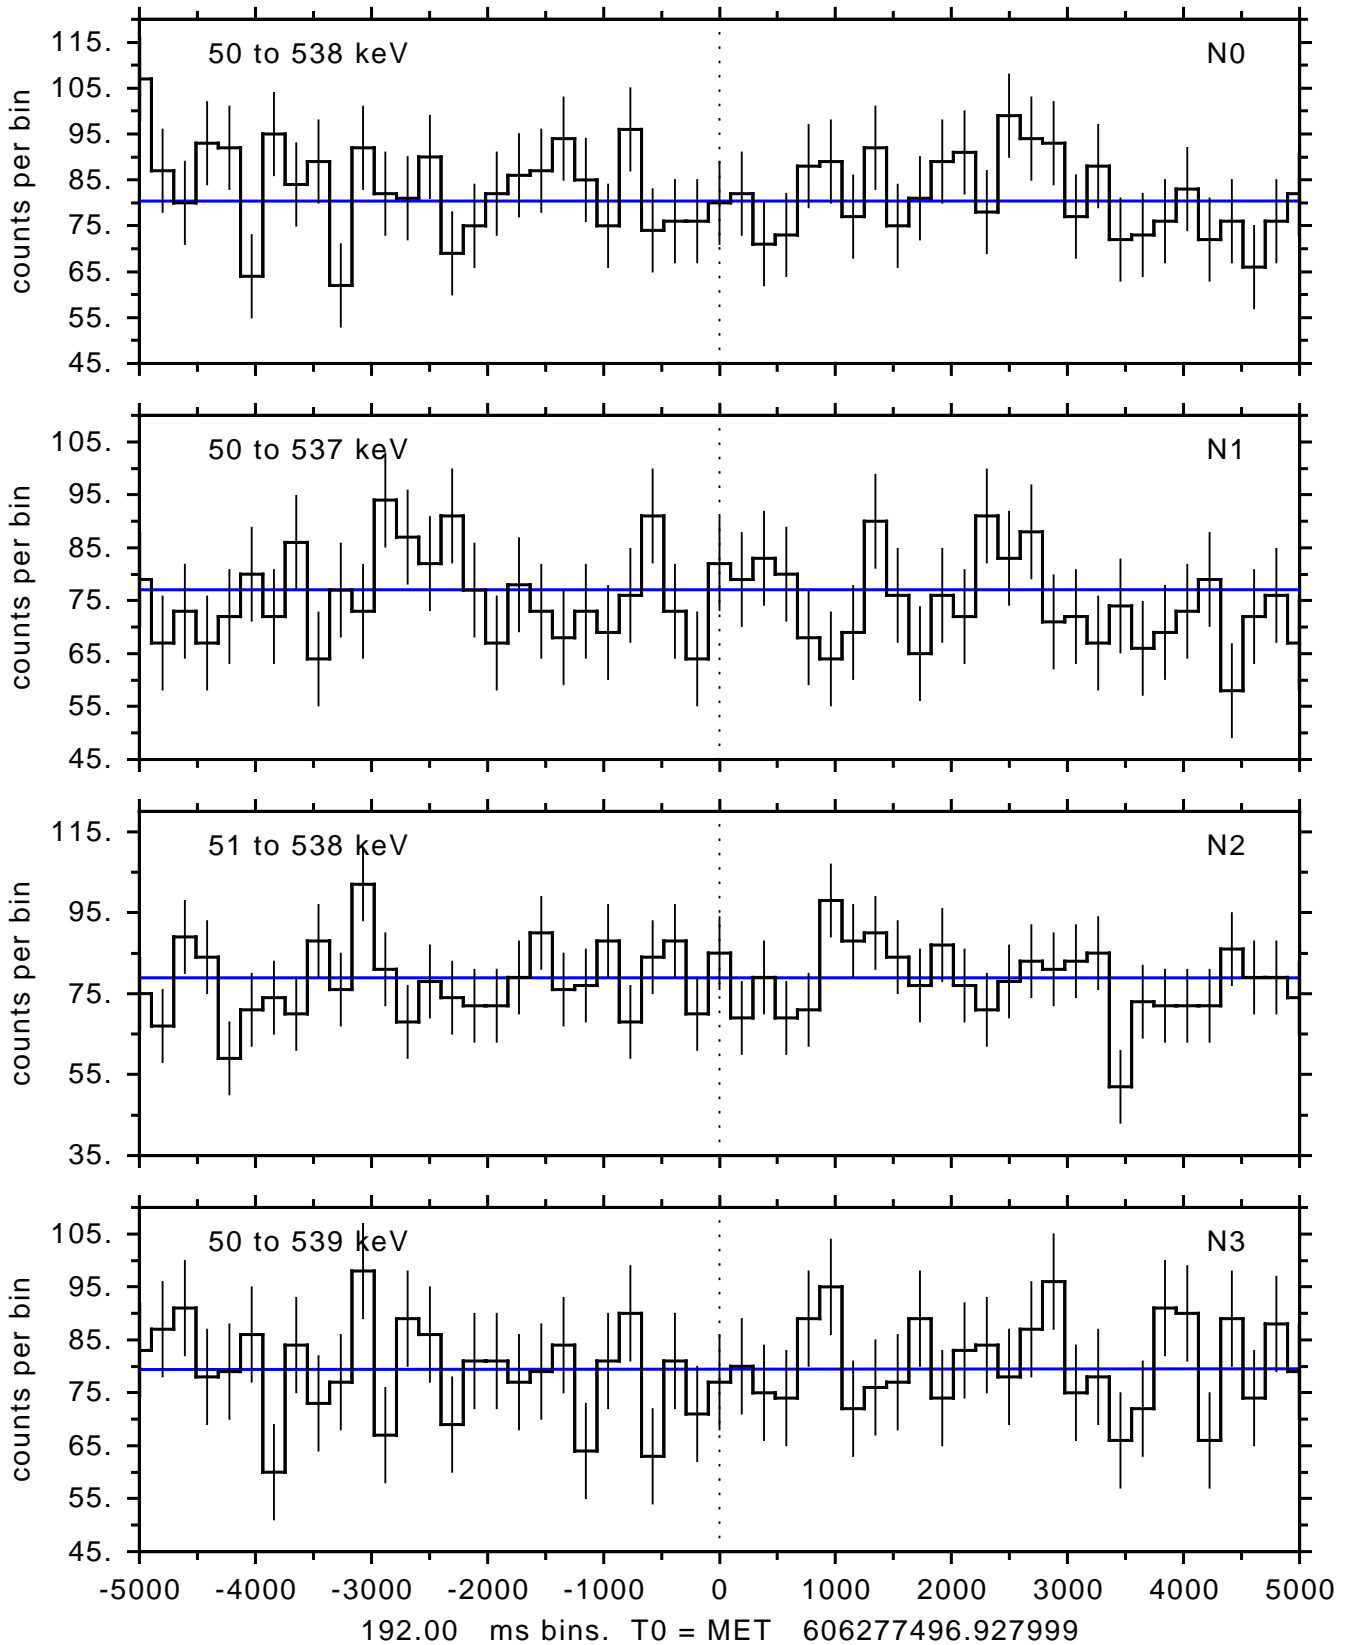 50 to 538 keV N0
115.
105.
95.
85.
75.
65.
55.
45.
counts per bin
50 to 537 keV N1
105.
95.
85.
75.
65.
55.
45.
counts per bin
51 to 538 keV N2
115.
95.
75.
55.
35.
counts per bin
50 to 539 keV N3
105.
95.
85.
75.
65.
55.
45.
counts per bin
-5000 -4000 -3000 -2000 -1000 0 1000 2000 3000 4000 5000
192.00 ms bins. T0 = MET 606277496.927999